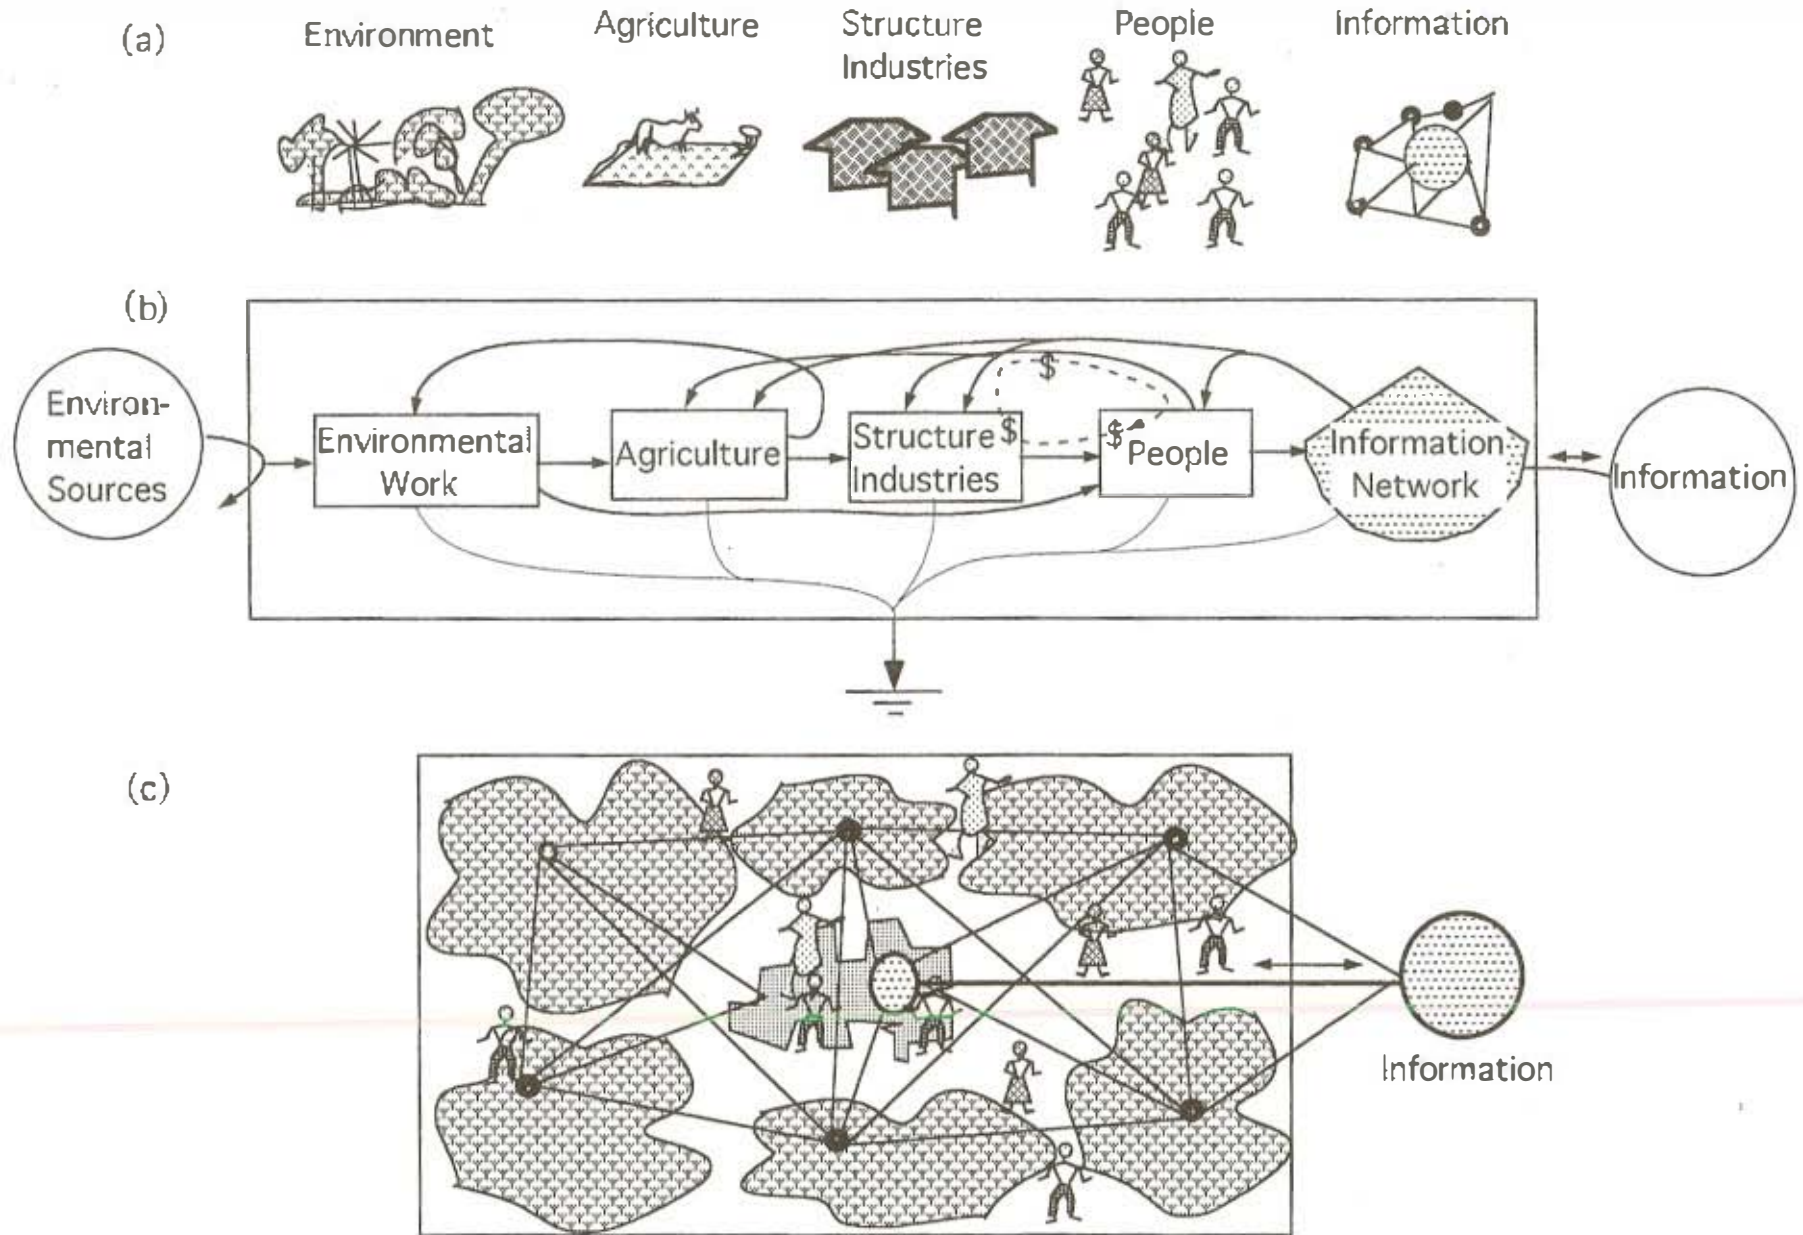 (a)
Environment
Agriculture
Structure
Industries
People
Information
(b)
Environ-
mental
Sources
Environmental
Work
Agriculture
Structure
Industries
$
$
$
People
Information
Network
Information
(c)
Information